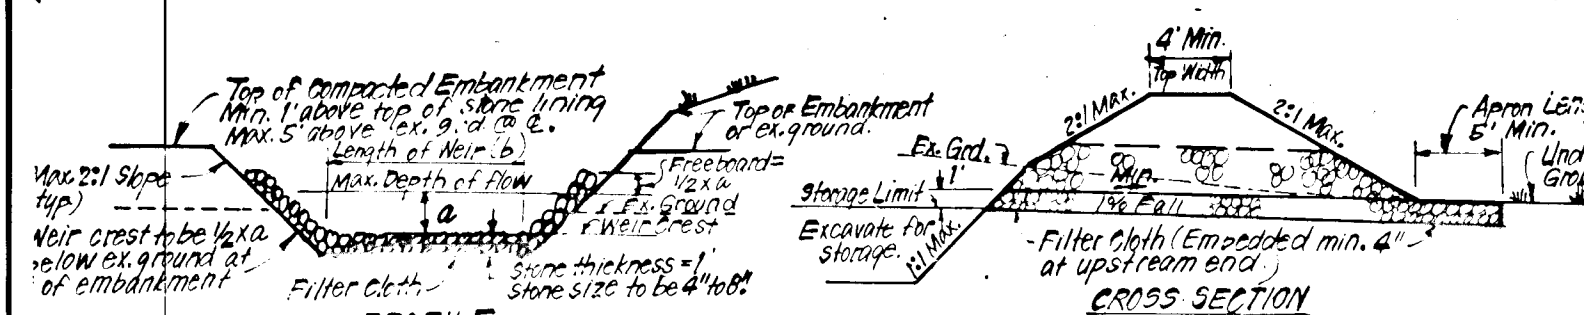 Top of Compacted Embankment
Min. 1' above top of stone lining
Max. 5' above ex. g.d. @ ℄.
Length of Weir (b)
Max. Depth of flow
Max 2:1 Slope
typ.)
Weir crest to be 1/2 x a
below ex. ground at
of embankment
a
Filter Cloth
Stone thickness = 1'
Stone size to be 4" to 8".
Top of Embankment
or ex. ground.
Freeboard =
1/2 x a
Ex. Ground
Weir Crest
4' Min.
Top Width
2:1 Max.
2:1 Max.
Apron Len
5' Min.
Ex. Grd.
1'
Min.
Storage Limit
1% Fall
Excavate for
Storage.
1:1 Max.
Filter Cloth (Embedded min. 4"
at upstream end)
CROSS SECTION